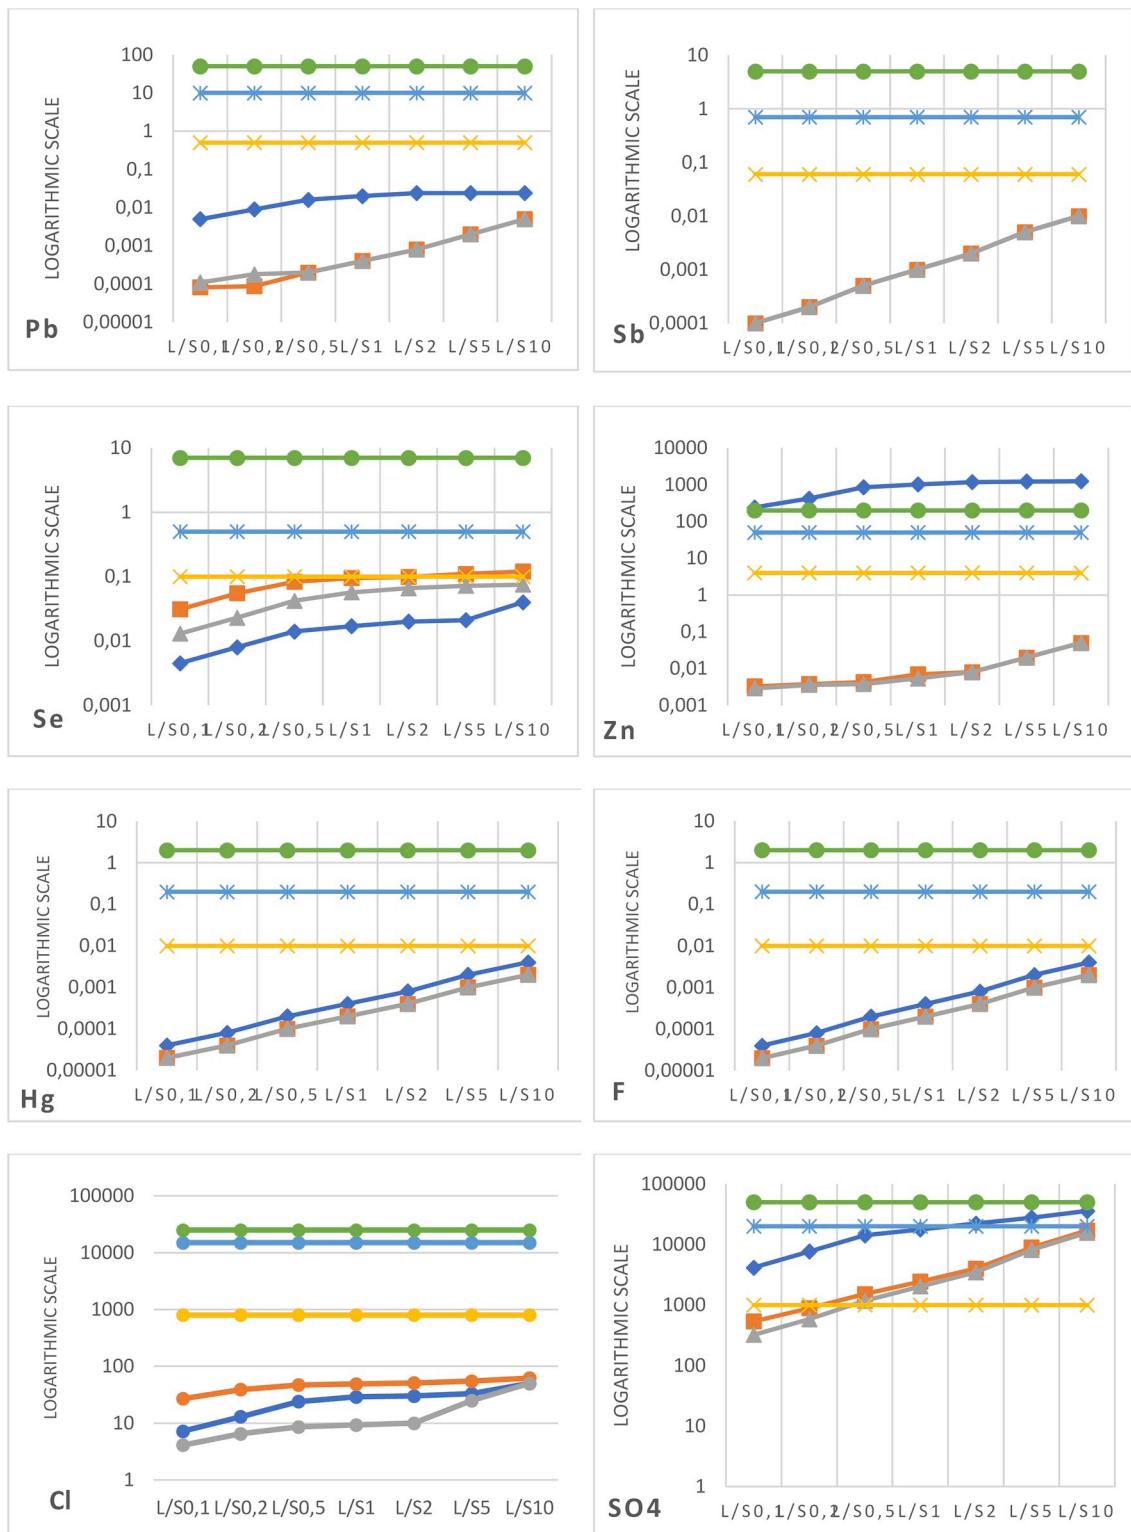 100
10
1
0,1
0,01
0,001
0,0001
0,00001
LOGARITHMIC SCALE
Pb
L/S0,1 L/S0,2 L/S0,5 L/S1 L/S2 L/S5 L/S10
10
1
0,1
0,01
0,001
0,0001
LOGARITHMIC SCALE
Sb
L/S0,1 L/S0,2 L/S0,5 L/S1 L/S2 L/S5 L/S10
10
1
0,1
0,01
0,001
LOGARITHMIC SCALE
Se
L/S0,1 L/S0,2 L/S0,5 L/S1 L/S2 L/S5 L/S10
10000
1000
100
10
1
0,1
0,01
0,001
LOGARITHMIC SCALE
Zn
L/S0,1 L/S0,2 L/S0,5 L/S1 L/S2 L/S5 L/S10
10
1
0,1
0,01
0,001
0,0001
0,00001
LOGARITHMIC SCALE
Hg
L/S0,1 L/S0,2 L/S0,5 L/S1 L/S2 L/S5 L/S10
10
1
0,1
0,01
0,001
0,0001
0,00001
LOGARITHMIC SCALE
F
L/S0,1 L/S0,2 L/S0,5 L/S1 L/S2 L/S5 L/S10
100000
10000
1000
100
10
1
LOGARITHMIC SCALE
Cl
L/S0,1 L/S0,2 L/S0,5 L/S1 L/S2 L/S5 L/S10
100000
10000
1000
100
10
1
LOGARITHMIC SCALE
SO4
L/S0,1 L/S0,2 L/S0,5 L/S1 L/S2 L/S5 L/S10